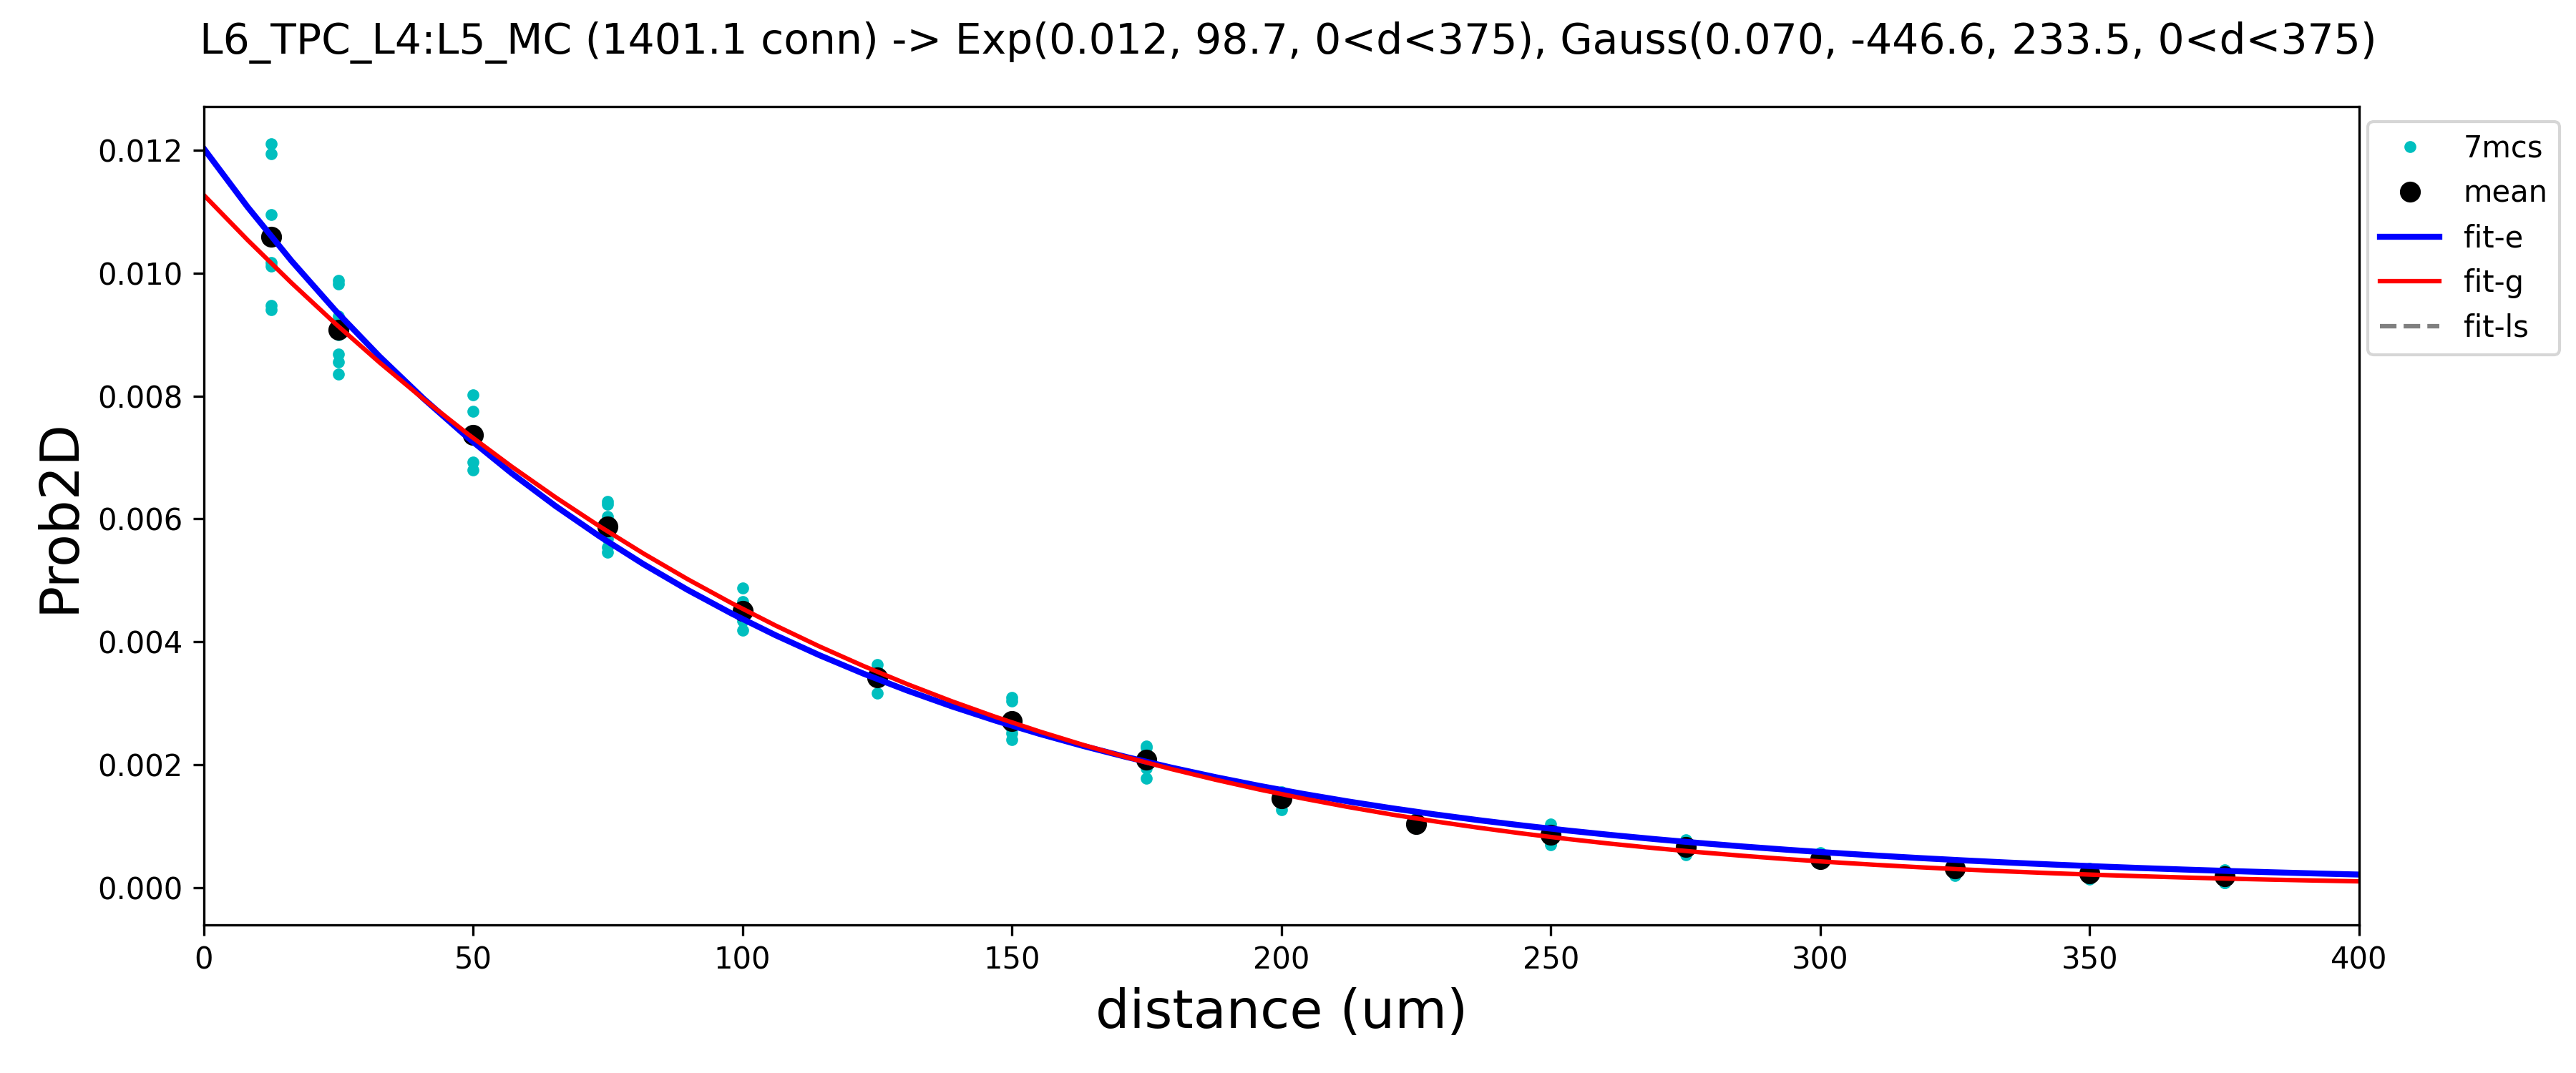 L6_TPC_L4:L5_MC (1401.1 conn) -> Exp(0.012, 98.7, 0<d<375), Gauss(0.070, -446.6, 233.5, 0<d<375)
0.012
0.010
0.008
0.006
0.004
0.002
0.000
Prob2D
0 50 100 150 200 250 300 350 400
distance (um)
7mcs
mean
fit-e
fit-g
fit-ls